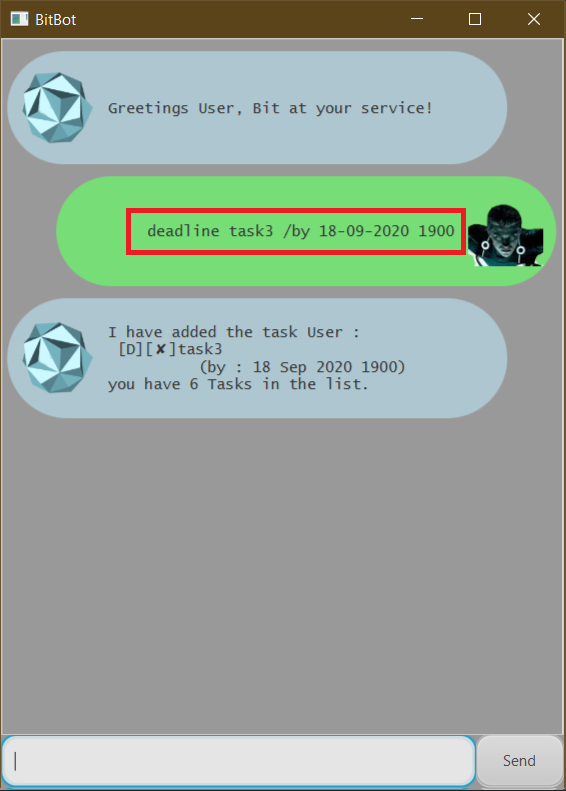 BitBot
Greetings User, Bit at your service!
deadline task3 /by 18-09-2020 1900
I have added the task User :
[D][✘]task3
(by : 18 Sep 2020 1900)
you have 6 Tasks in the list.
Send